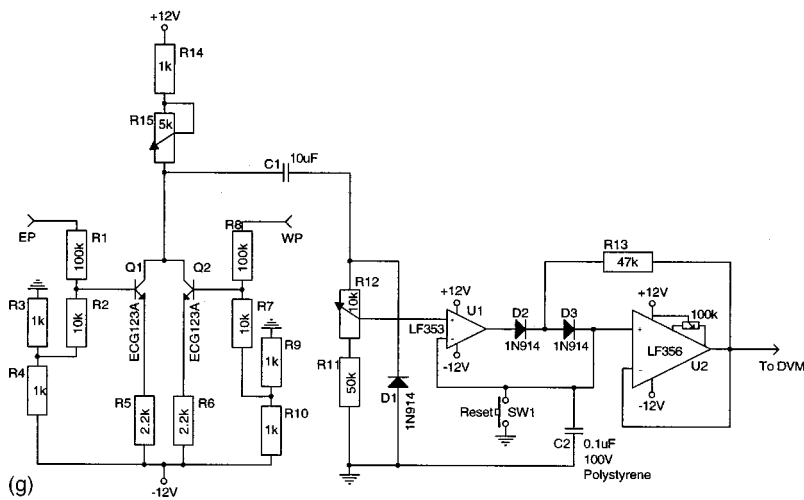 +12V
R14
1k
R15
5k
C1
10uF
EP
R1
100k
R8
100k
WP
Q1
Q2
R3
1k
R2
10k
ECG123A
ECG123A
R7
10k
R9
1k
R4
1k
R5
2.2k
R6
2.2k
R10
1k
-12V
R12
10k
R11
50k
D1
1N914
+12V
U1
LF353
-12V
D2
1N914
D3
1N914
R13
47k
Reset
SW1
C2
0.1uF
100V
Polystyrene
+12V
100k
LF356
U2
-12V
To DVM
+
-
(g)